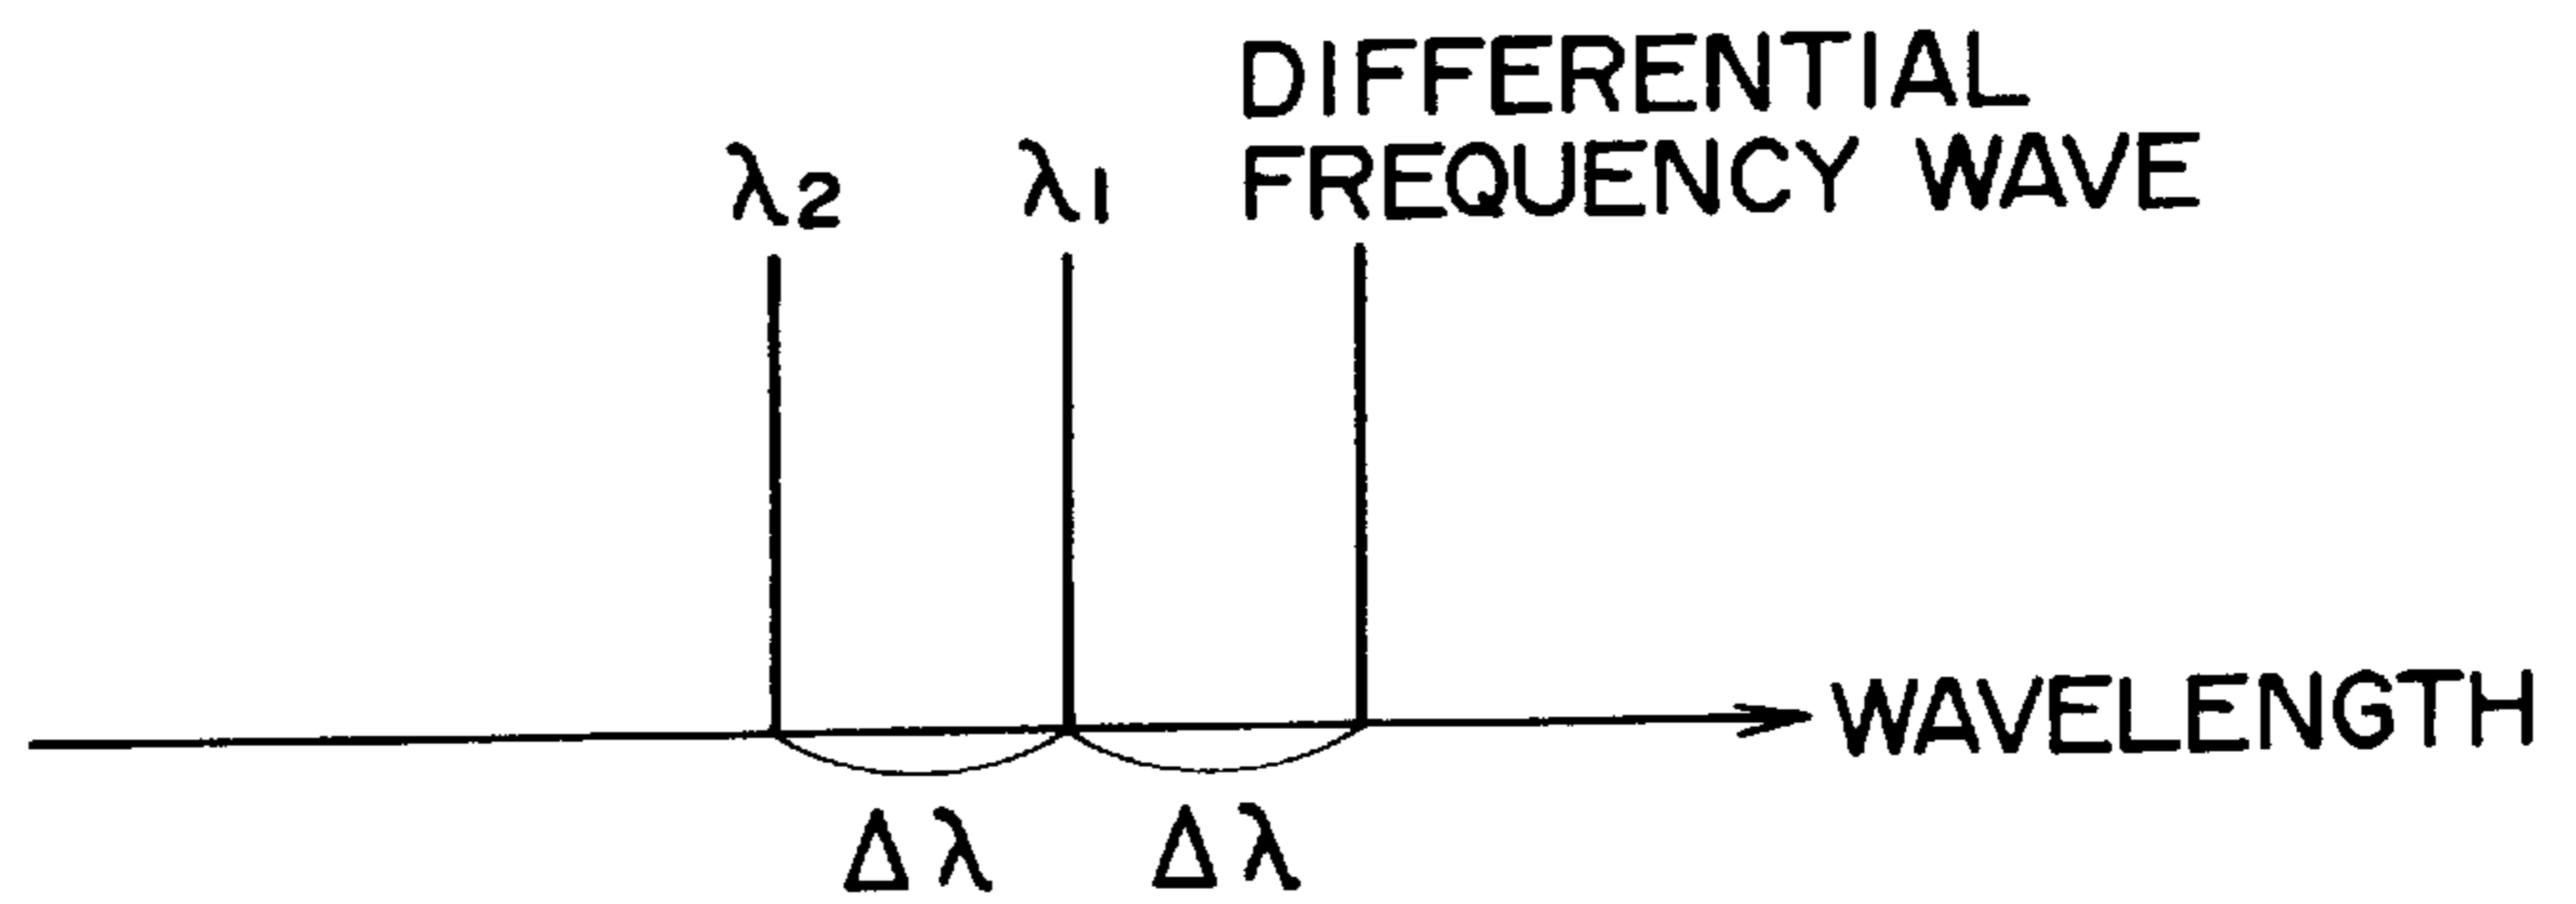 DIFFERENTIAL
FREQUENCY WAVE
λ2
λ1
WAVELENGTH
Δλ
Δλ